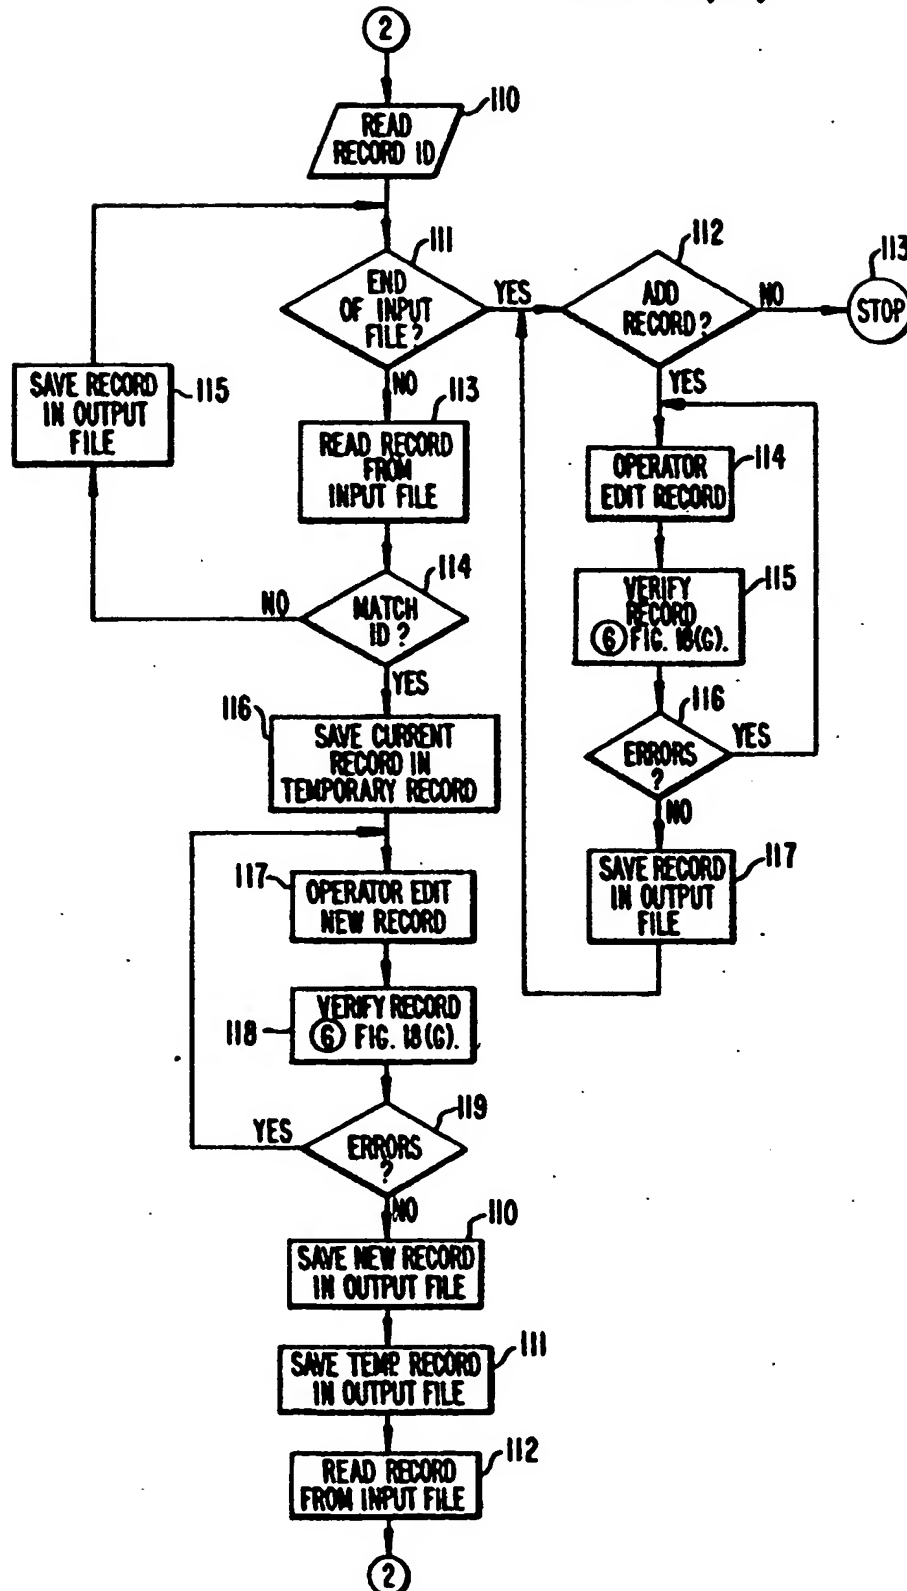 2
110
READ
RECORD ID
111
END
OF INPUT
FILE?
YES
NO
112
ADD
RECORD?
NO
YES
113
STOP
115
SAVE RECORD
IN OUTPUT
FILE
113
READ RECORD
FROM
INPUT FILE
114
MATCH
ID?
NO
YES
116
SAVE CURRENT
RECORD IN
TEMPORARY RECORD
117
OPERATOR EDIT
NEW RECORD
118
VERIFY RECORD
6 FIG. 18(G).
119
ERRORS
?
YES
NO
110
SAVE NEW RECORD
IN OUTPUT FILE
111
SAVE TEMP RECORD
IN OUTPUT FILE
112
READ RECORD
FROM INPUT FILE
2
114
OPERATOR
EDIT RECORD
115
VERIFY
RECORD
6 FIG. 18(G).
116
ERRORS
?
YES
NO
117
SAVE RECORD
IN OUTPUT
FILE